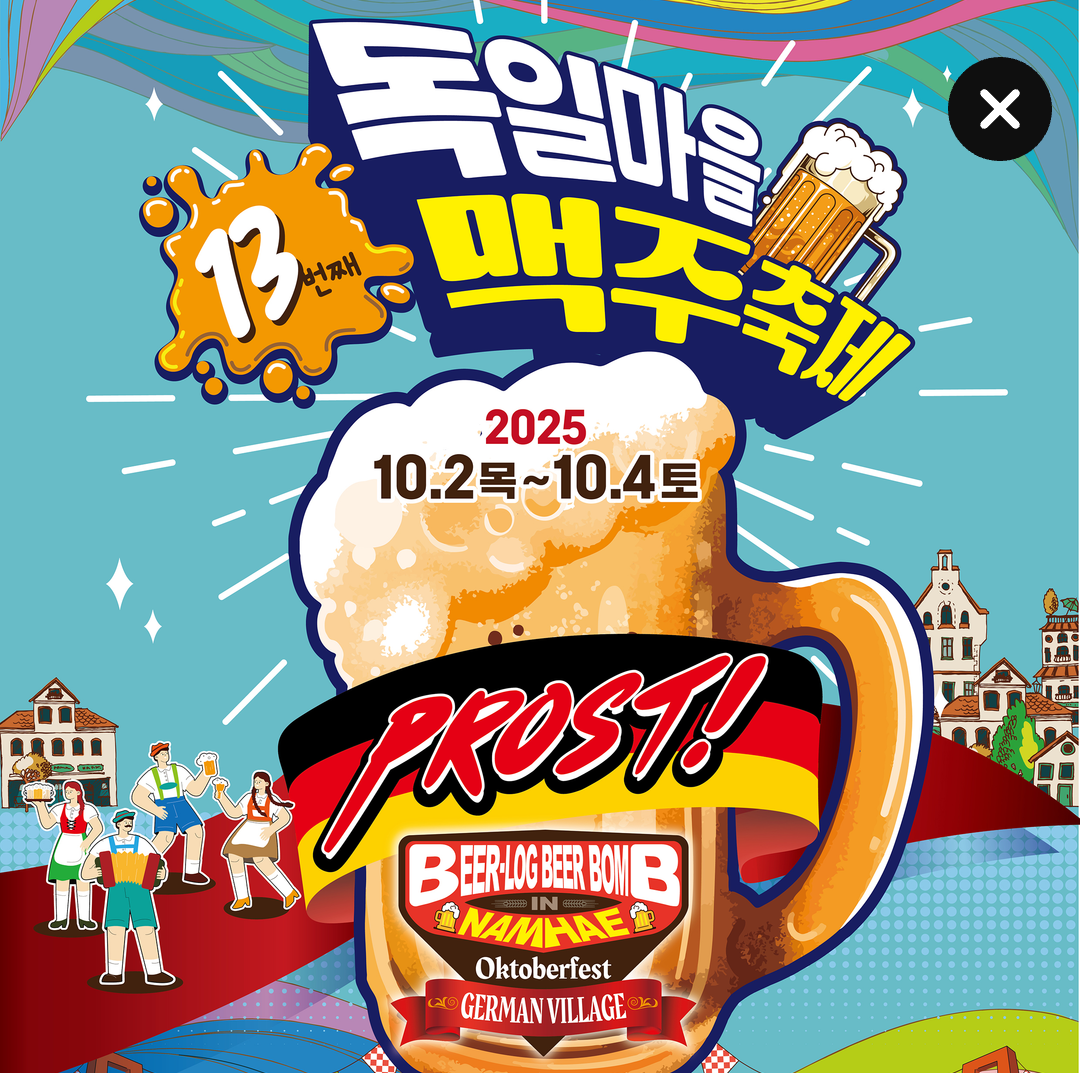 독일마을
맥주축제
13번째
2025
10.2목~10.4토
PROST!
BEER-LOG BEER BOMB
IN
NAMHAE
Oktoberfest
GERMAN VILLAGE